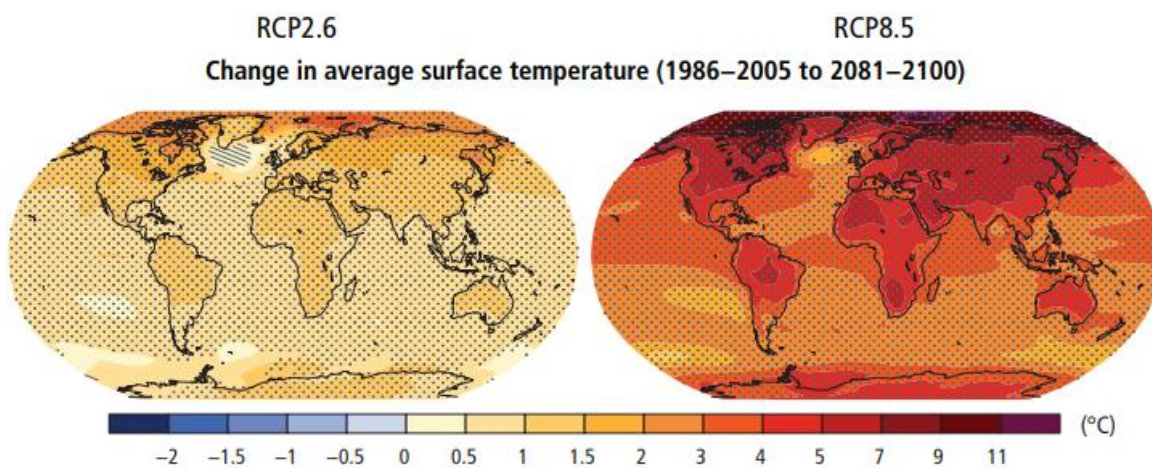 RCP2.6 RCP8.5
Change in average surface temperature (1986–2005 to 2081–2100)
(°C)
–2 –1.5 –1 –0.5 0 0.5 1 1.5 2 3 4 5 7 9 11